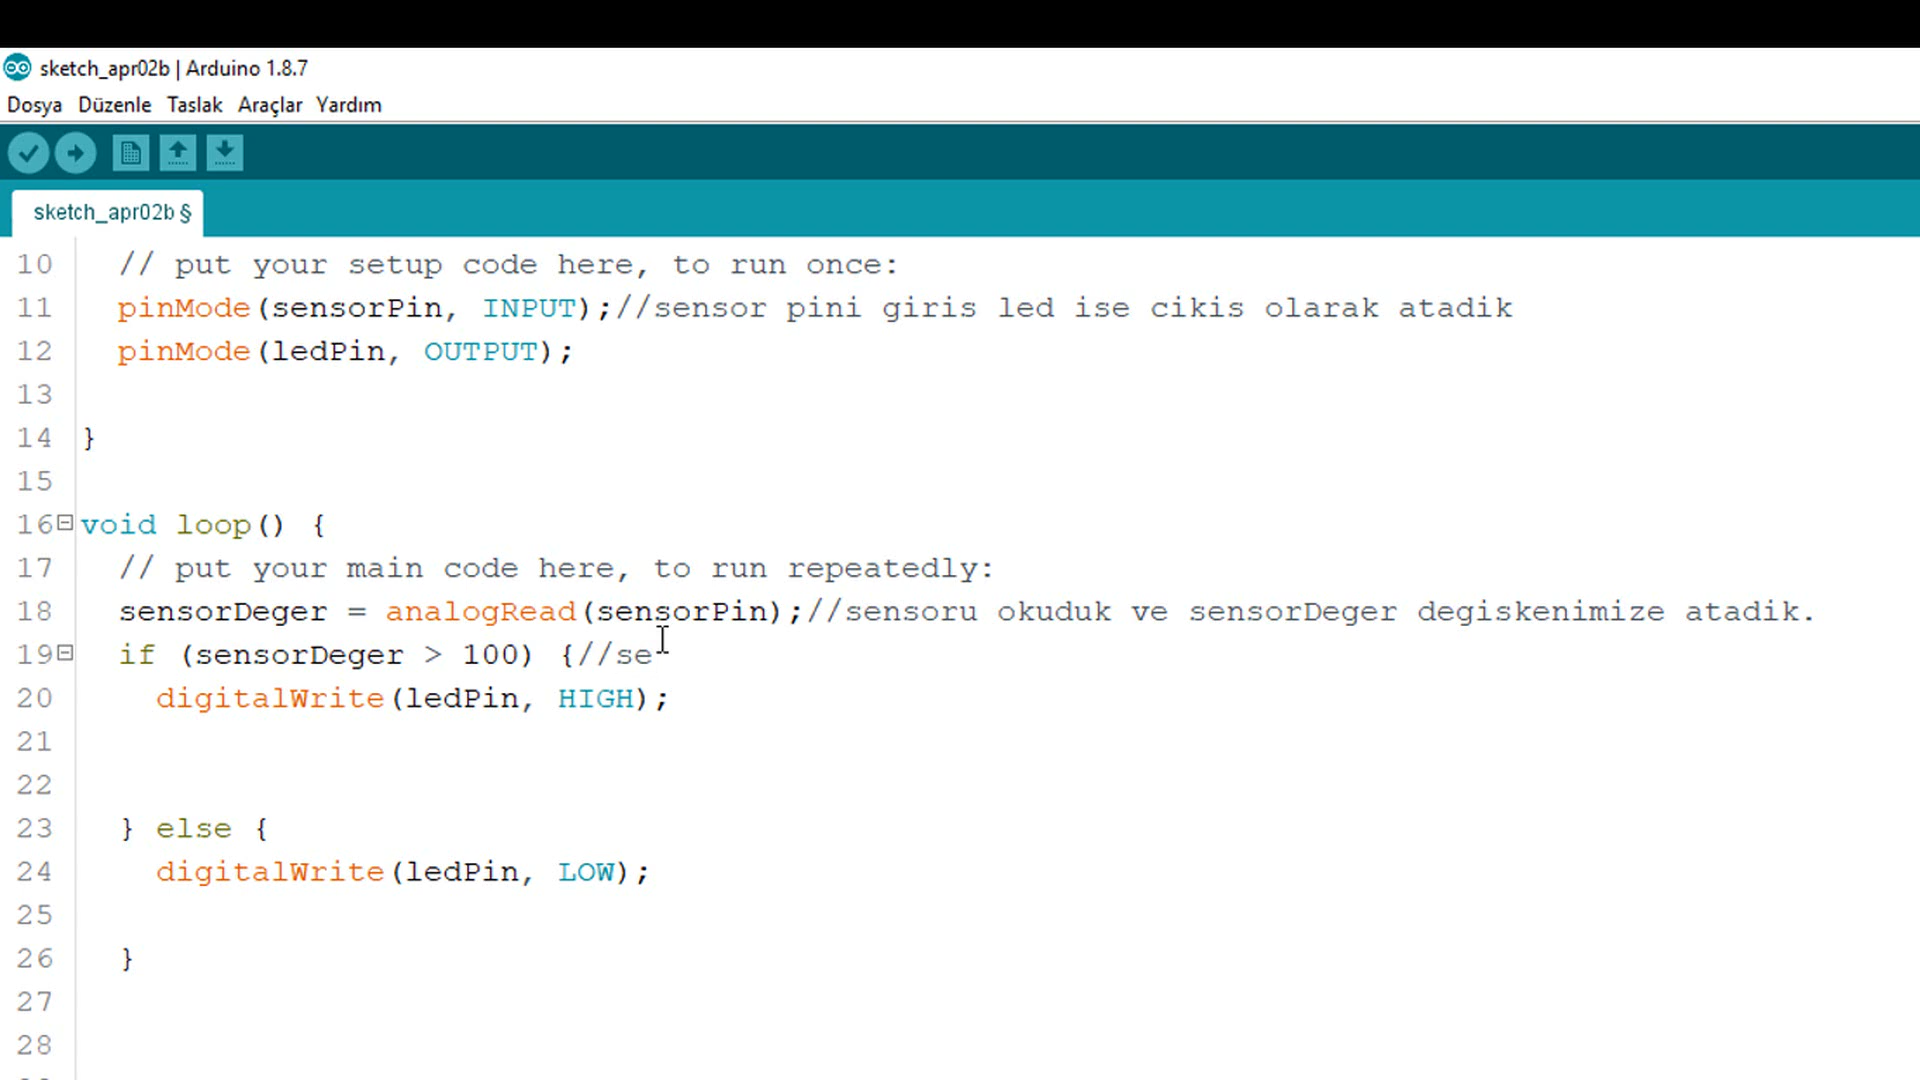 sketch_apr02b | Arduino 1.8.7
Dosya Düzenle Taslak Araçlar Yardım
sketch_apr02b §
10 // put your setup code here, to run once:
11 pinMode(sensorPin, INPUT);//sensor pini giris led ise cikis olarak atadik
12 pinMode(ledPin, OUTPUT);
13
14 }
15
16 void loop() {
17 // put your main code here, to run repeatedly:
18 sensorDeger = analogRead(sensorPin);//sensoru okuduk ve sensorDeger degiskenimize atadik.
19 if (sensorDeger > 100) {//se
20 digitalWrite(ledPin, HIGH);
21
22
23 } else {
24 digitalWrite(ledPin, LOW);
25
26 }
27
28